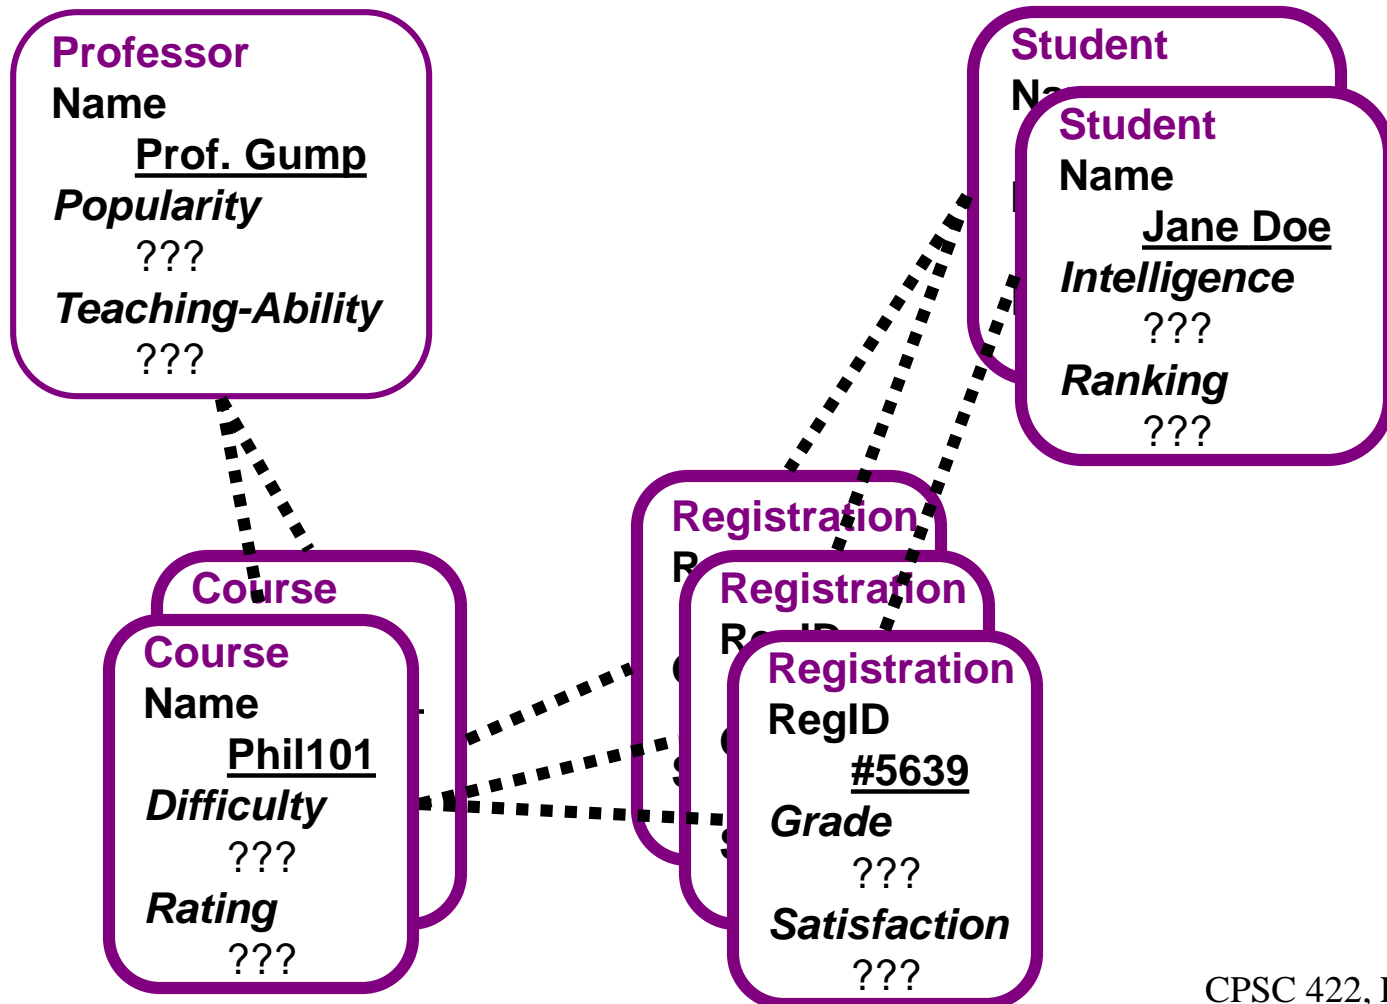 Professor
Name
Prof. Gump
Popularity
???
Teaching-Ability
???
Student
Student
Name
Jane Doe
Intelligence
???
Ranking
???
Course
Course
Name
Phil101
Difficulty
???
Rating
???
Registration
Registration
Registration
RegID
#5639
Grade
???
Satisfaction
???
CPSC 422,